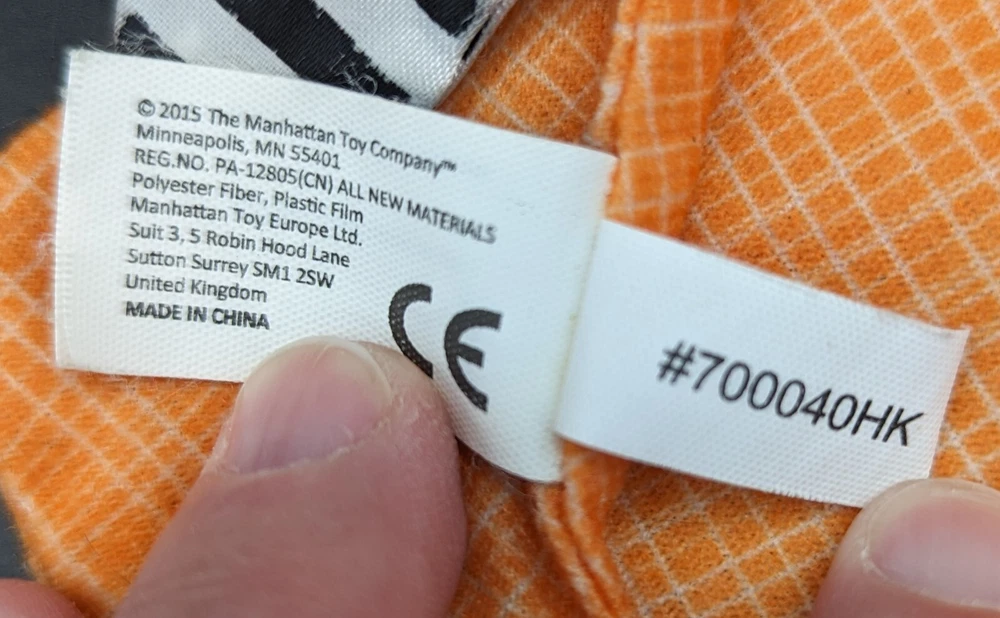 © 2015 The Manhattan Toy Company™
Minneapolis, MN 55401
REG.NO. PA-12805(CN) ALL NEW MATERIALS
Polyester Fiber, Plastic Film
Manhattan Toy Europe Ltd.
Suit 3, 5 Robin Hood Lane
Sutton Surrey SM1 2SW
United Kingdom
MADE IN CHINA
CE
#700040HK